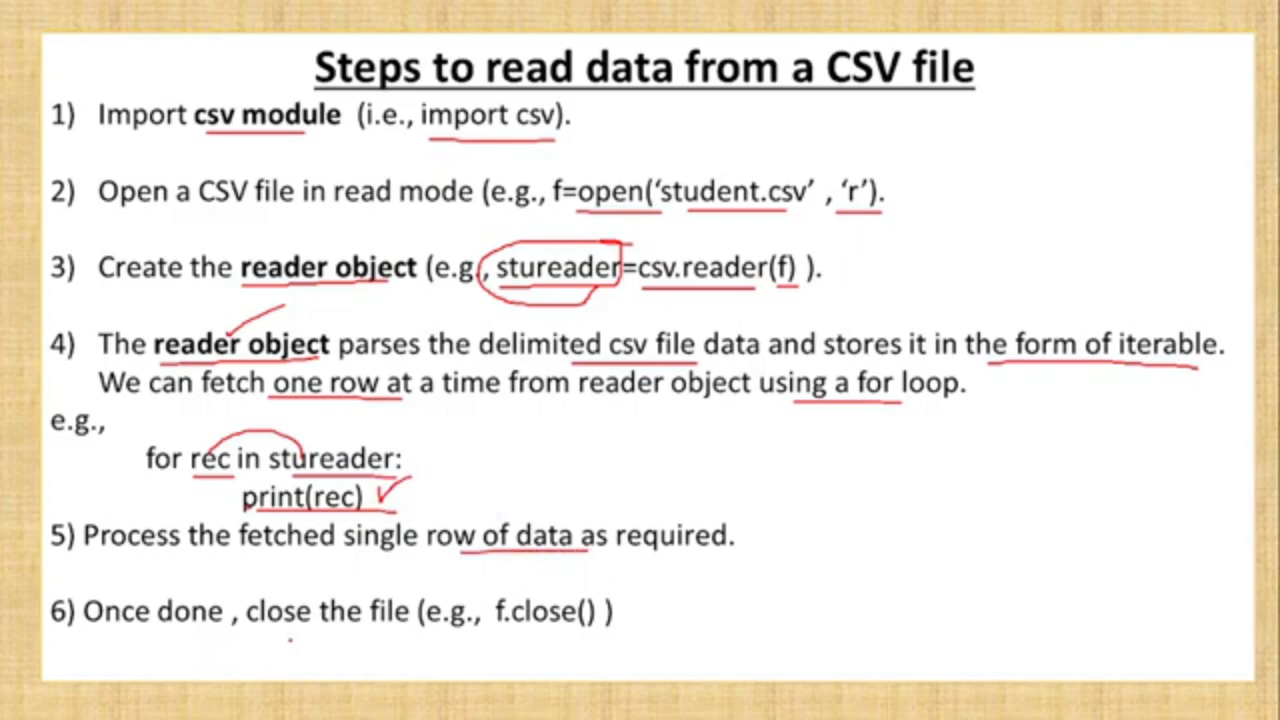 Steps to read data from a CSV file
1) Import csv module (i.e., import csv).
2) Open a CSV file in read mode (e.g., f=open(‘student.csv’ , ‘r’).
3) Create the reader object (e.g., stureader=csv.reader(f) ).
4) The reader object parses the delimited csv file data and stores it in the form of iterable.
We can fetch one row at a time from reader object using a for loop.
e.g.,
for rec in stureader:
print(rec)
5) Process the fetched single row of data as required.
6) Once done , close the file (e.g., f.close() )